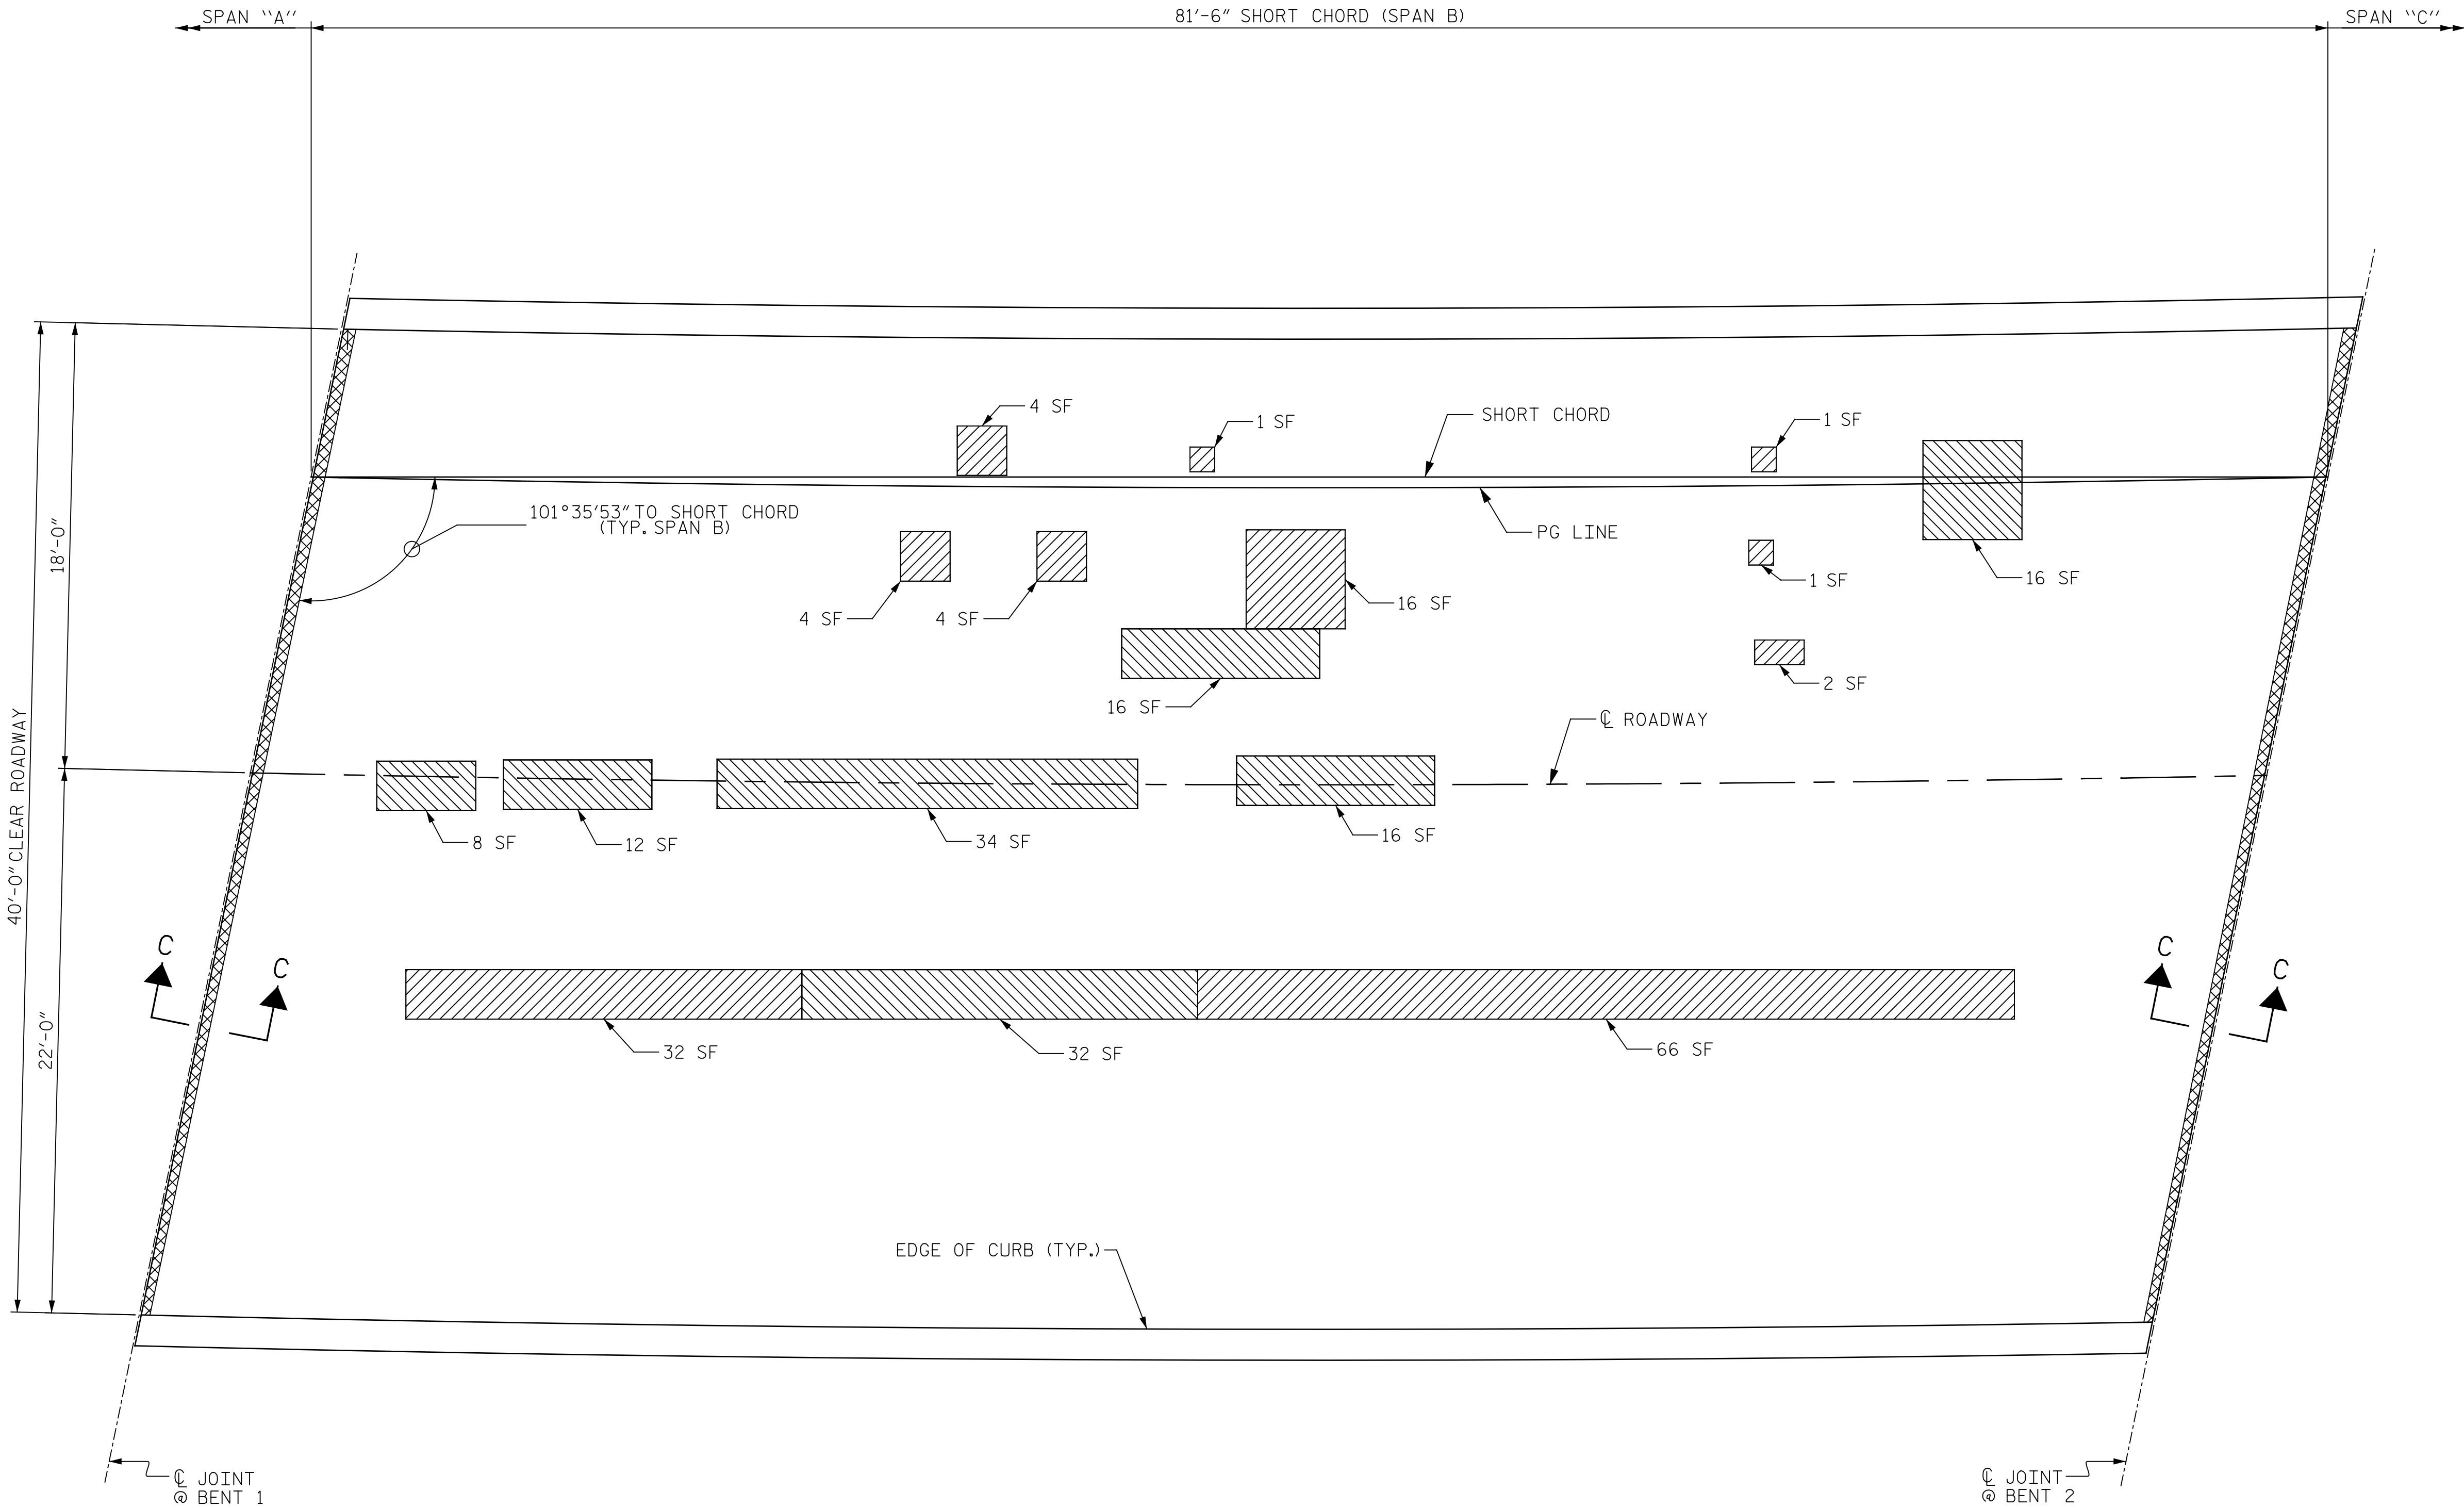 SPAN ‵‵A′′
81′-6″ SHORT CHORD (SPAN B)
SPAN ‵‵C′′
4 SF
1 SF
SHORT CHORD
1 SF
101°35′53″ TO SHORT CHORD
(TYP. SPAN B)
PG LINE
18′-0″
4 SF
4 SF
16 SF
1 SF
16 SF
16 SF
2 SF
℄ ROADWAY
40′-0″ CLEAR ROADWAY
8 SF
12 SF
34 SF
16 SF
C
C
C
C
22′-0″
32 SF
32 SF
66 SF
EDGE OF CURB (TYP.)
℄ JOINT
@ BENT 1
℄ JOINT
@ BENT 2